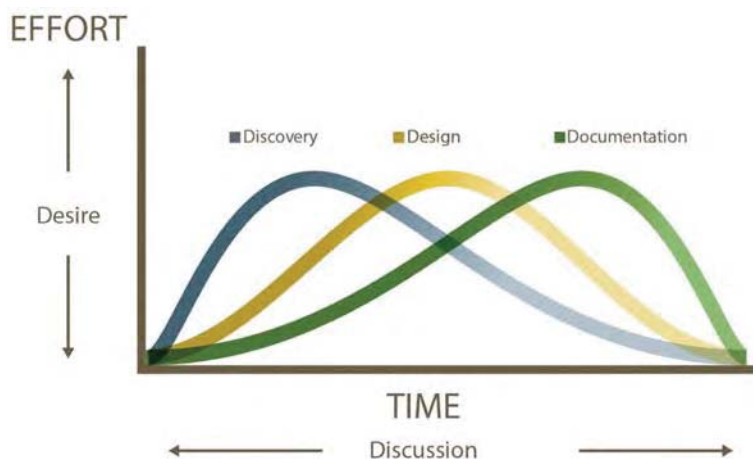 EFFORT
Discovery
Design
Documentation
Desire
TIME
Discussion